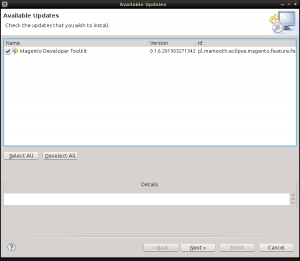 Available Updates
Available Updates
Check the updates that you wish to install.
Name Version Id
Magento Developer Toolkit 0.1.6.201303271342 pl.mamooth.eclipse.magento.feature.fe
Select All Deselect All
Details
< Back Next > Finish Cancel